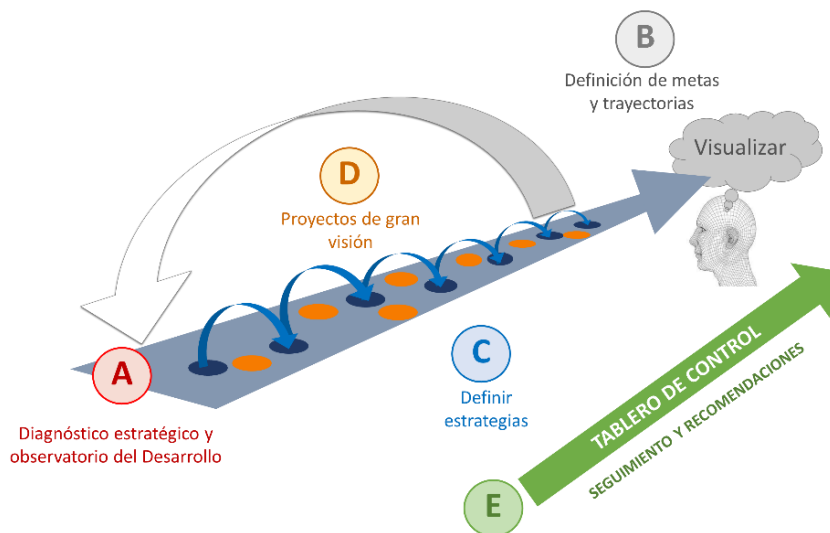 B
Definición de metas
y trayectorias
Visualizar
D
Proyectos de gran
visión
A
Diagnóstico estratégico y
observatorio del Desarrollo
C
Definir
estrategias
TABLERO DE CONTROL
SEGUIMIENTO Y RECOMENDACIONES
E